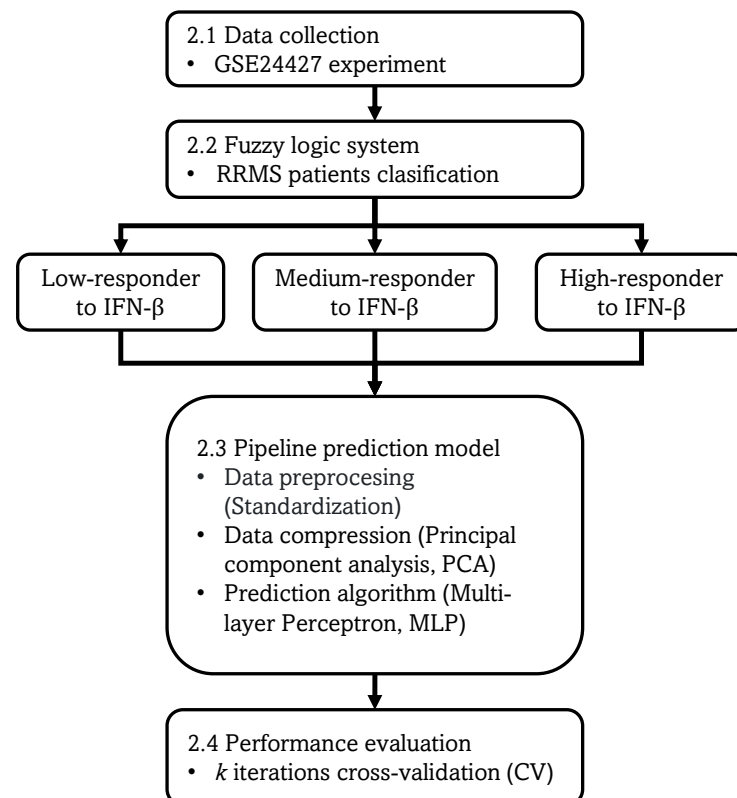 2.1 Data collection
• GSE24427 experiment
2.2 Fuzzy logic system
• RRMS patients clasification
Low-responder
to IFN-β
Medium-responder
to IFN-β
High-responder
to IFN-β
2.3 Pipeline prediction model
• Data preprocesing
(Standardization)
• Data compression (Principal
component analysis, PCA)
• Prediction algorithm (Multi-
layer Perceptron, MLP)
2.4 Performance evaluation
• k iterations cross-validation (CV)